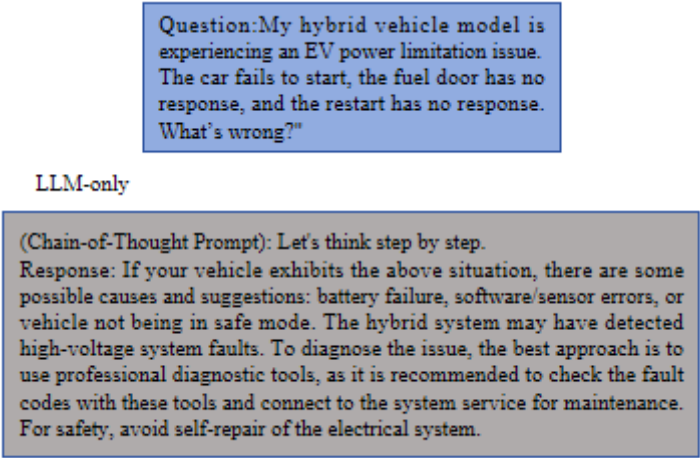 Question:My hybrid vehicle model is
experiencing an EV power limitation issue.
The car fails to start, the fuel door has no
response, and the restart has no response.
What's wrong?"
LLM-only
(Chain-of-Thought Prompt): Let's think step by step.
Response: If your vehicle exhibits the above situation, there are some
possible causes and suggestions: battery failure, software/sensor errors, or
vehicle not being in safe mode. The hybrid system may have detected
high-voltage system faults. To diagnose the issue, the best approach is to
use professional diagnostic tools, as it is recommended to check the fault
codes with these tools and connect to the system service for maintenance.
For safety, avoid self-repair of the electrical system.